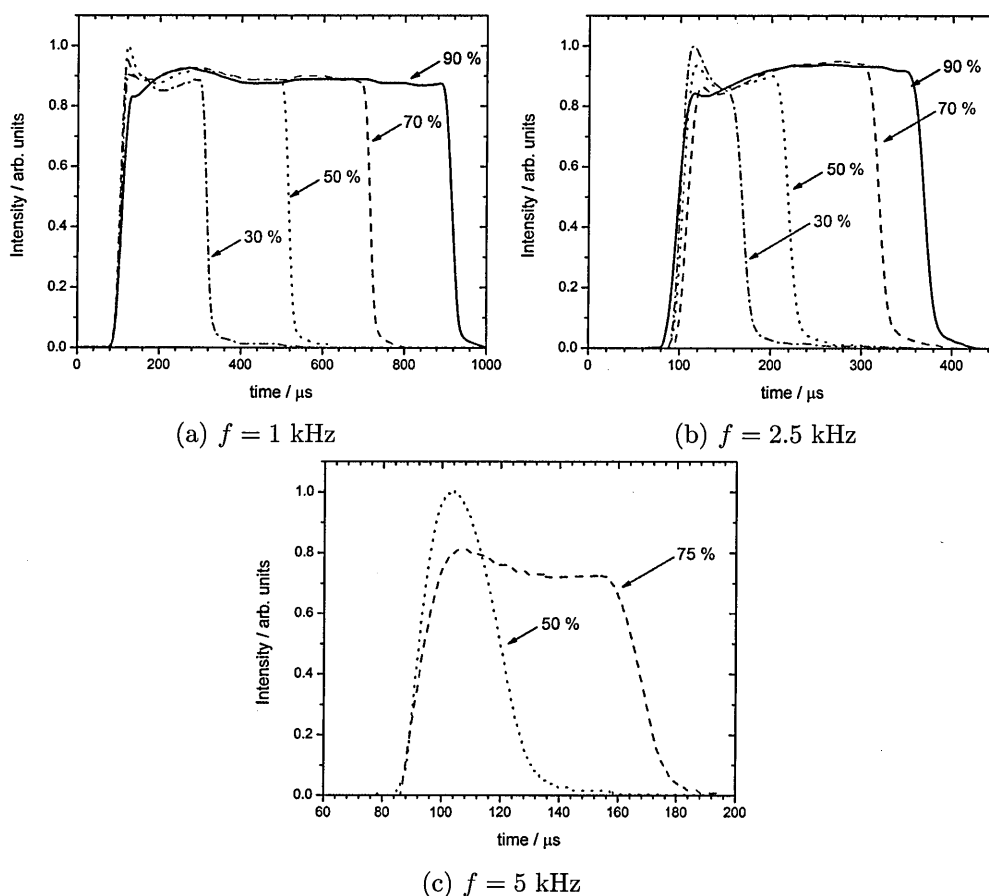 1.0
0.8
0.6
0.4
0.2
0.0
Intensity / arb. units
90 %
70 %
50 %
30 %
0 200 400 600 800 1000
time / μs
(a) f = 1 kHz
1.0
0.8
0.6
0.4
0.2
0.0
Intensity / arb. units
90 %
70 %
50 %
30 %
0 100 200 300 400
time / μs
(b) f = 2.5 kHz
1.0
0.8
0.6
0.4
0.2
0.0
Intensity / arb. units
75 %
50 %
60 80 100 120 140 160 180 200
time / μs
(c) f = 5 kHz